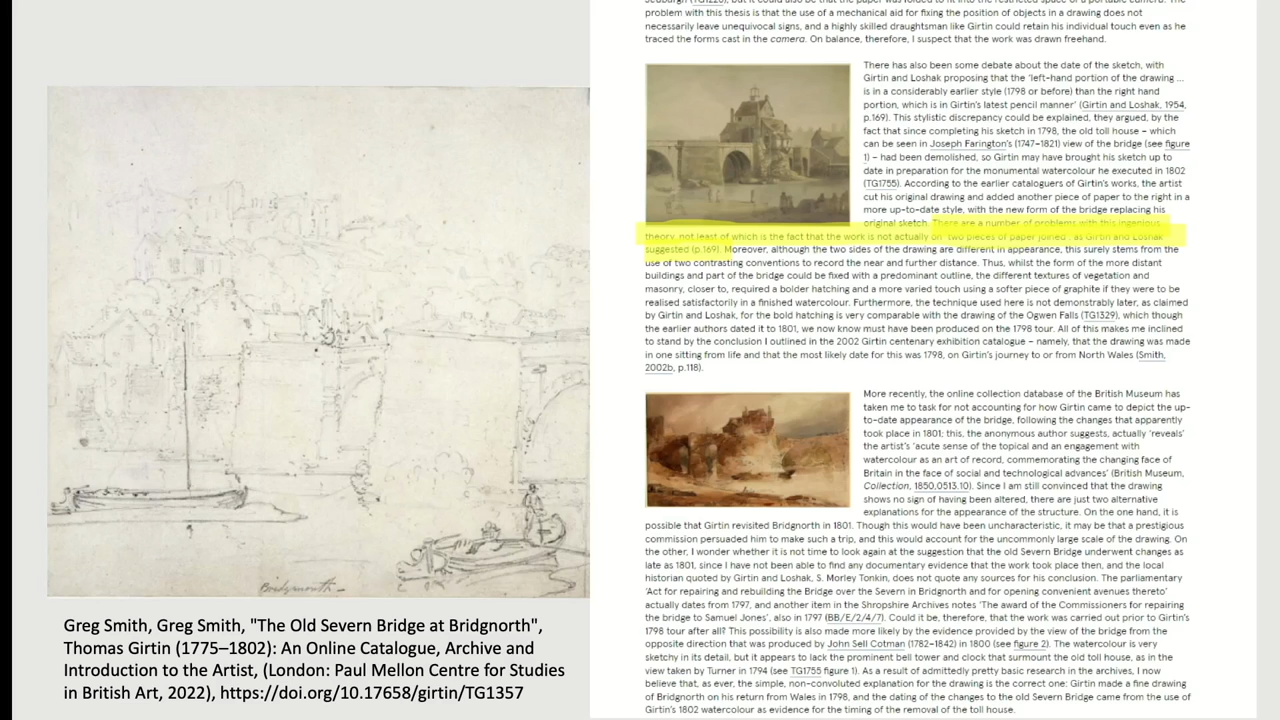 problem with this thesis is that the use of a mechanical aid for fixing the position of objects in a drawing does not
necessarily leave unequivocal signs, and a highly skilled draughtsman like Girtin could retain his individual touch even as he
traced the forms cast in the camera. On balance, therefore, I suspect that the work was drawn freehand.
There has also been some debate about the date of the sketch, with
Girtin and Loshak proposing that the ‘left-hand portion of the drawing …
is in a considerably earlier style (1798 or before) than the right hand
portion, which is in Girtin’s latest pencil manner’ (Girtin and Loshak, 1954,
p.169). This stylistic discrepancy could be explained, they argued, by the
fact that since completing his sketch in 1798, the old toll house – which
can be seen in Joseph Farington’s (1747–1821) view of the bridge (see figure
1) – had been demolished, so Girtin may have brought his sketch up to
date in preparation for the monumental watercolour he executed in 1802
(TG1755). According to the earlier cataloguers of Girtin’s works, the artist
cut his original drawing and added another piece of paper to the right in a
more up-to-date style, with the new form of the bridge replacing his
original sketch. There are a number of problems with this ingenious
theory, not least of which is the fact that the work is not actually on ‘two pieces of paper joined’, as Girtin and Loshak
suggested (p.169). Moreover, although the two sides of the drawing are different in appearance, this surely stems from the
use of two contrasting conventions to record the near and further distance. Thus, whilst the form of the more distant
buildings and part of the bridge could be fixed with a predominant outline, the different textures of vegetation and
masonry, closer to, required a bolder hatching and a more varied touch using a softer piece of graphite if they were to be
realised satisfactorily in a finished watercolour. Furthermore, the technique used here is not demonstrably later, as claimed
by Girtin and Loshak, for the bold hatching is very comparable with the drawing of the Ogwen Falls (TG1329), which though
the earlier authors dated it to 1801, we now know must have been produced on the 1798 tour. All of this makes me inclined
to stand by the conclusion I outlined in the 2002 Girtin centenary exhibition catalogue – namely, that the drawing was made
in one sitting from life and that the most likely date for this was 1798, on Girtin’s journey to or from North Wales (Smith,
2002b, p.118).
More recently, the online collection database of the British Museum has
taken me to task for not accounting for how Girtin came to depict the up-
to-date appearance of the bridge, following the changes that apparently
took place in 1801; this, the anonymous author suggests, actually ‘reveals’
the artist’s ‘acute sense of the topical and an engagement with
watercolour as an art of record, commemorating the changing face of
Britain in the face of social and technological advances’ (British Museum,
Collection, 1850,0513.10). Since I am still convinced that the drawing
shows no sign of having been altered, there are just two alternative
explanations for the appearance of the structure. On the one hand, it is
possible that Girtin revisited Bridgnorth in 1801. Though this would have been uncharacteristic, it may be that a prestigious
commission persuaded him to make such a trip, and this would account for the uncommonly large scale of the drawing. On
the other, I wonder whether it is not time to look again at the suggestion that the old Severn Bridge underwent changes as
late as 1801, since I have not been able to find any documentary evidence that the work took place then, and the local
historian quoted by Girtin and Loshak, S. Morley Tonkin, does not quote any sources for his conclusion. The parliamentary
‘Act for repairing and rebuilding the Bridge over the Severn in Bridgnorth and for opening convenient avenues thereto’
actually dates from 1797, and another item in the Shropshire Archives notes ‘The award of the Commissioners for repairing
the bridge to Samuel Jones’, also in 1797 (BB/E/2/4/7). Could it be, therefore, that the work was carried out prior to Girtin’s
1798 tour after all? This possibility is also made more likely by the evidence provided by the view of the bridge from the
opposite direction that was produced by John Sell Cotman (1782–1842) in 1800 (see figure 2). The watercolour is very
sketchy in its detail, but it appears to lack the prominent bell tower and clock that surmount the old toll house, as in the
view taken by Turner in 1794 (see TG1755 figure 1). As a result of admittedly pretty basic research in the archives, I now
believe that, as ever, the simple, non-convoluted explanation for the drawing is the correct one: Girtin made a fine drawing
of Bridgnorth on his return from Wales in 1798, and the dating of the changes to the old Severn Bridge came from the use of
Girtin’s 1802 watercolour as evidence for the timing of the removal of the toll house.
Bridgnorth
Greg Smith, Greg Smith, "The Old Severn Bridge at Bridgnorth",
Thomas Girtin (1775–1802): An Online Catalogue, Archive and
Introduction to the Artist, (London: Paul Mellon Centre for Studies
in British Art, 2022), https://doi.org/10.17658/girtin/TG1357